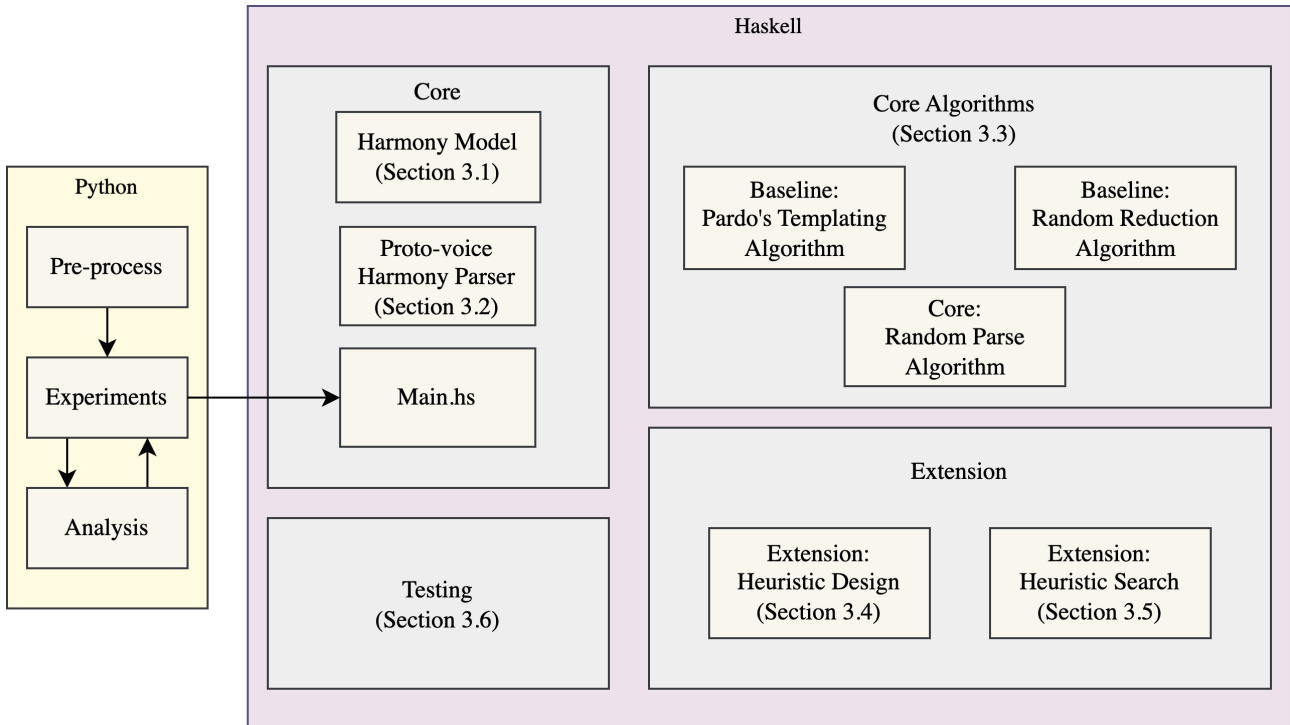 Haskell
Python
Pre-process
Experiments
Analysis
Core
Harmony Model
(Section 3.1)
Proto-voice
Harmony Parser
(Section 3.2)
Main.hs
Testing
(Section 3.6)
Core Algorithms
(Section 3.3)
Baseline:
Pardo's Templating
Algorithm
Baseline:
Random Reduction
Algorithm
Core:
Random Parse
Algorithm
Extension
Extension:
Heuristic Design
(Section 3.4)
Extension:
Heuristic Search
(Section 3.5)